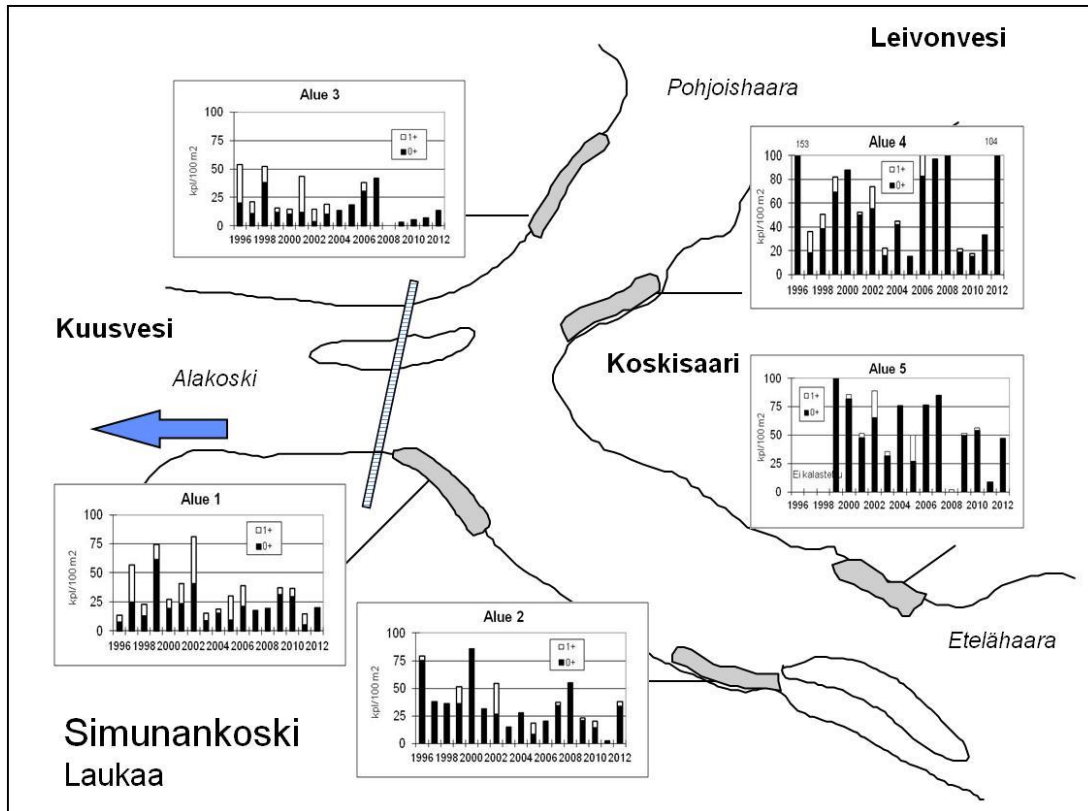 Leivonvesi
Pohjoishaara
Alue 3
100
75
50
25
0
kpl/100 m2
1+
0+
1996 1998 2000 2002 2004 2006 2008 2010 2012
Alue 4
153
104
100
80
60
40
20
0
kpl/100 m2
1+
0+
1996 1998 2000 2002 2004 2006 2008 2010 2012
Kuusvesi
Alakoski
Koskisaari
Alue 5
100
75
50
25
0
kpl/100 m2
1+
0+
Ei kalastettu
1996 1998 2000 2002 2004 2006 2008 2010 2012
Alue 1
100
75
50
25
0
kpl/100 m2
1+
0+
1996 1998 2000 2002 2004 2006 2008 2010 2012
Alue 2
100
75
50
25
0
kpl/100 m2
1+
0+
1996 1998 2000 2002 2004 2006 2008 2010 2012
Etelähaara
Simunankoski
Laukaa